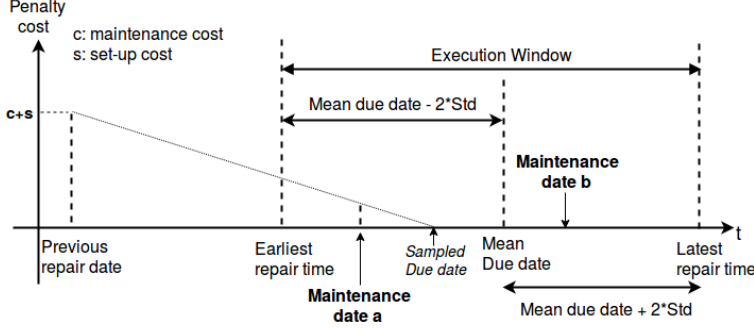 Penalty
cost
c: maintenance cost
s: set-up cost
Execution Window
Mean due date - 2*Std
c+s
Maintenance
date b
t
Previous
repair date
Earliest
repair time
Sampled
Due date
Mean
Due date
Latest
repair time
Maintenance
date a
Mean due date + 2*Std